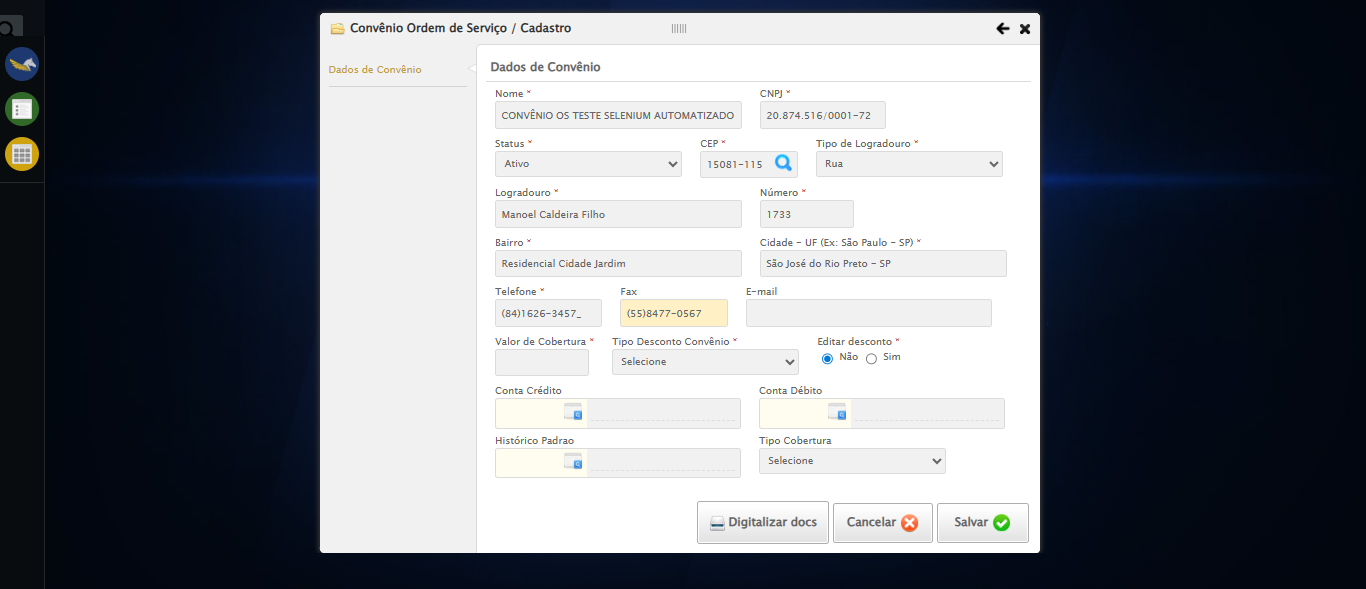 Convênio Ordem de Serviço / Cadastro
Dados de Convênio
Dados de Convênio
Nome * CNPJ *
CONVÊNIO OS TESTE SELENIUM AUTOMATIZADO 20.874.516/0001-72
Status * CEP * Tipo de Logradouro *
Ativo 15081-115 Rua
Logradouro * Número *
Manoel Caldeira Filho 1733
Bairro * Cidade - UF (Ex: São Paulo - SP) *
Residencial Cidade Jardim São José do Rio Preto - SP
Telefone * Fax E-mail
(84)1626-3457_ (55)8477-0567
Valor de Cobertura * Tipo Desconto Convênio * Editar desconto *
Selecione Não Sim
Conta Crédito Conta Débito
Histórico Padrao Tipo Cobertura
Selecione
Digitalizar docs Cancelar Salvar